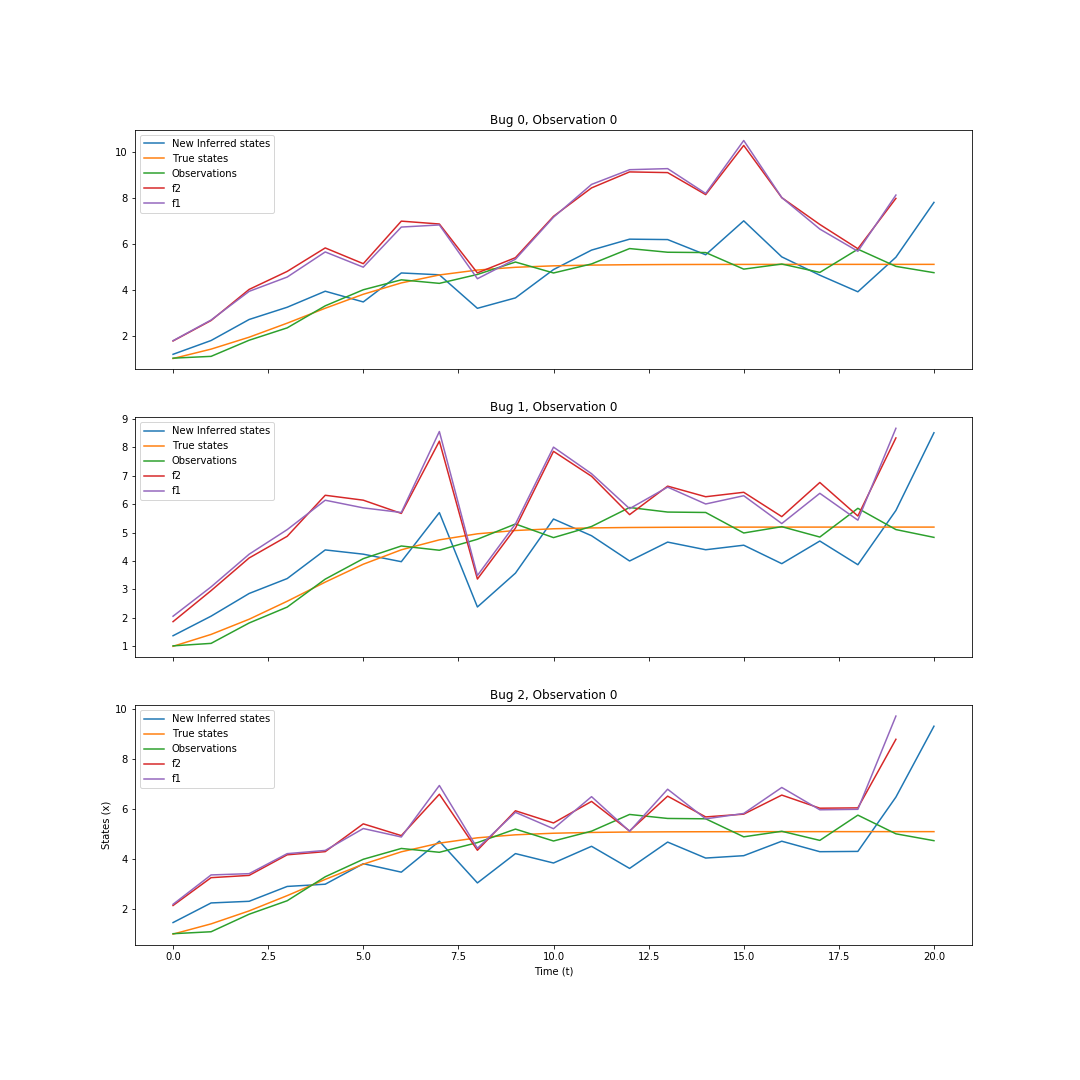 Bug 0, Observation 0
New Inferred states
True states
Observations
f2
f1
10
8
6
4
2
Bug 1, Observation 0
New Inferred states
True states
Observations
f2
f1
9
8
7
6
5
4
3
2
1
Bug 2, Observation 0
New Inferred states
True states
Observations
f2
f1
10
8
6
4
2
States (x)
0.0 2.5 5.0 7.5 10.0 12.5 15.0 17.5 20.0
Time (t)